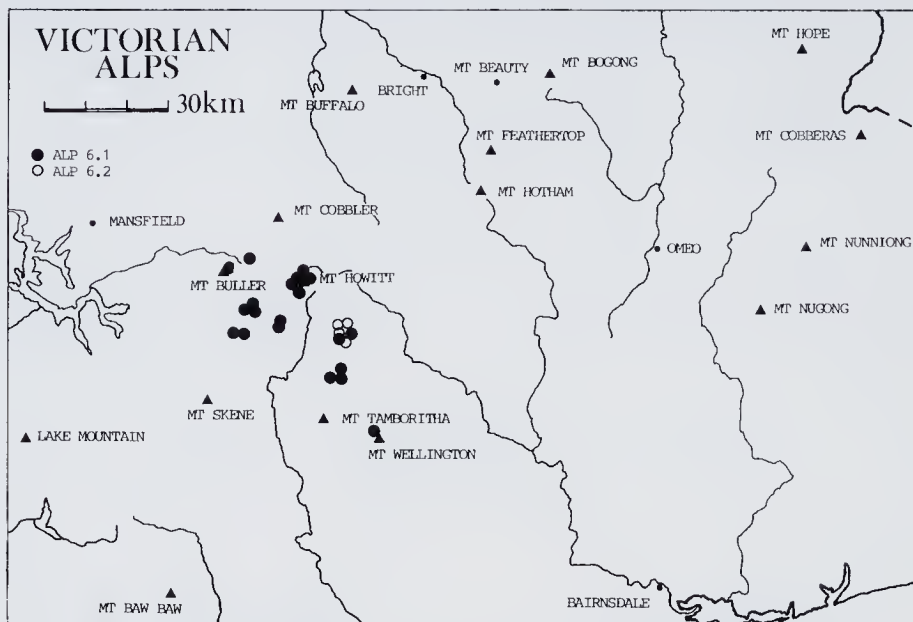 VICTORIAN
ALPS
30km
ALP 6.1
ALP 6.2
MT HOPE
MT BEAUTY
MT BOGONG
BRIGHT
MT BUFFALO
MT FEATHERTOP
MT COBBERAS
MT HOTHAM
MANSFIELD
MT COBBLER
OMEO
MT NUNNIONG
MT BULLER
MT HOWITT
MT NUGONG
MT SKENE
MT TAMBORITHA
LAKE MOUNTAIN
MT WELLINGTON
MT BAW BAW
BAIRNSDALE